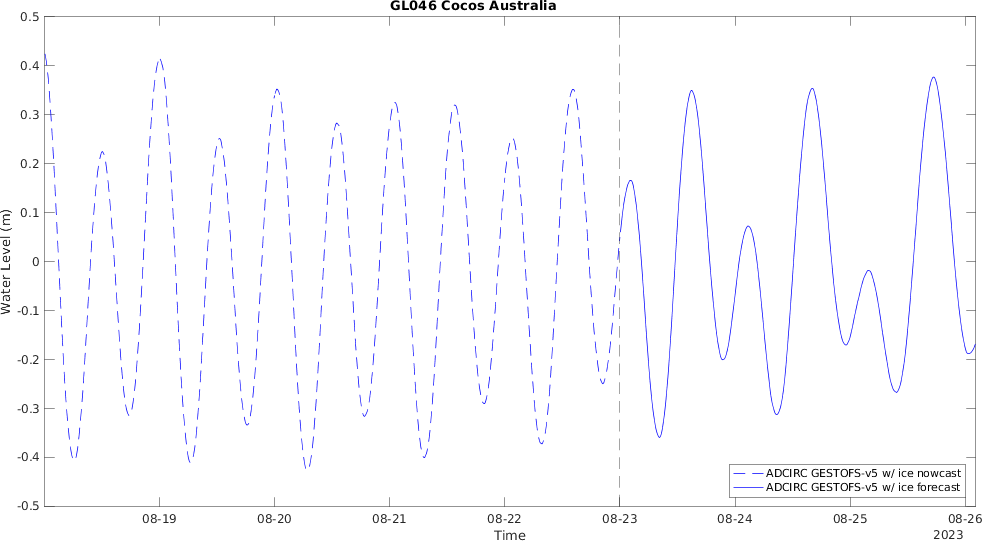 GL046 Cocos Australia
0.5
0.4
0.3
0.2
0.1
0
-0.1
-0.2
-0.3
-0.4
-0.5
Water Level (m)
ADCIRC GESTOFS-v5 w/ ice nowcast
ADCIRC GESTOFS-v5 w/ ice forecast
08-19 08-20 08-21 08-22 08-23 08-24 08-25 08-26
Time
2023